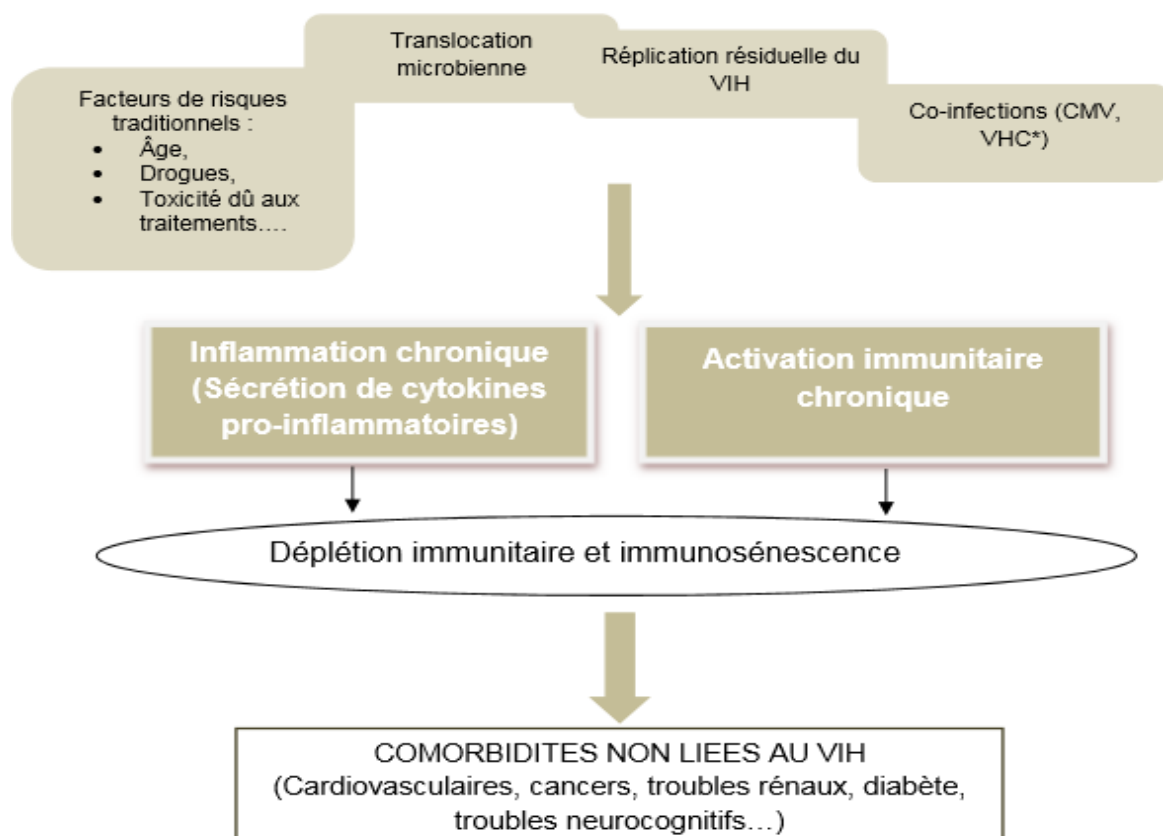 Translocation
microbienne
Réplication résiduelle du
VIH
Facteurs de risques
traditionnels :
• Âge,
• Drogues,
• Toxicité dû aux
traitements….
Co-infections (CMV,
VHC*)
Inflammation chronique
(Sécrétion de cytokines
pro-inflammatoires)
Activation immunitaire
chronique
Déplétion immunitaire et immunosénescence
COMORBIDITES NON LIEES AU VIH
(Cardiovasculaires, cancers, troubles rénaux, diabète,
troubles neurocognitifs…)